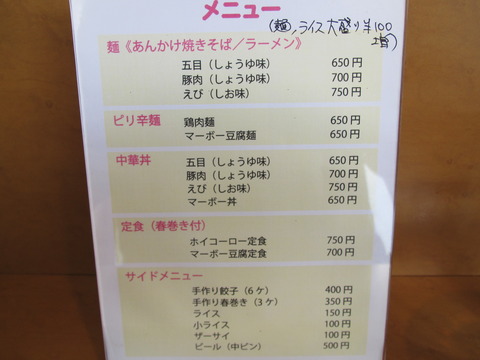 メニュー
(麺)/ライス大盛り¥100
麺《あんかけ焼きそば/ラーメン》
五目(しょうゆ味) 650円
豚肉(しょうゆ味) 700円
えび(しお味) 750円
ピリ辛麺 鶏肉麺 650円
マーボー豆腐麺 650円
中華丼 五目(しょうゆ味) 650円
豚肉(しょうゆ味) 700円
えび(しお味) 750円
マーボー丼 650円
定食(春巻き付)
ホイコーロー定食 750円
マーボー豆腐定食 700円
サイドメニュー
手作り餃子(6ケ) 400円
手作り春巻き(3ケ) 350円
ライス 150円
小ライス 100円
ザーサイ 100円
ビール(中ビン) 500円